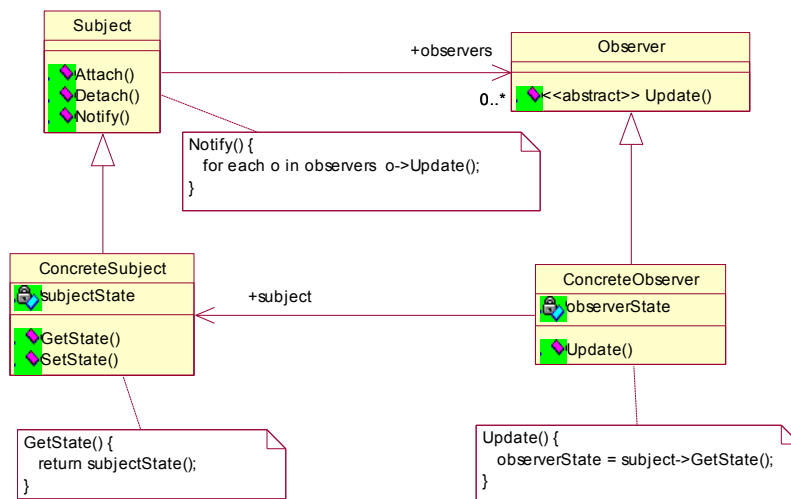 Subject
Attach()
Detach()
Notify()
+observers
0..*
Observer
<<abstract>> Update()
Notify() {
for each o in observers o->Update();
}
ConcreteSubject
subjectState
GetState()
SetState()
+subject
ConcreteObserver
observerState
Update()
GetState() {
return subjectState();
}
Update() {
observerState = subject->GetState();
}